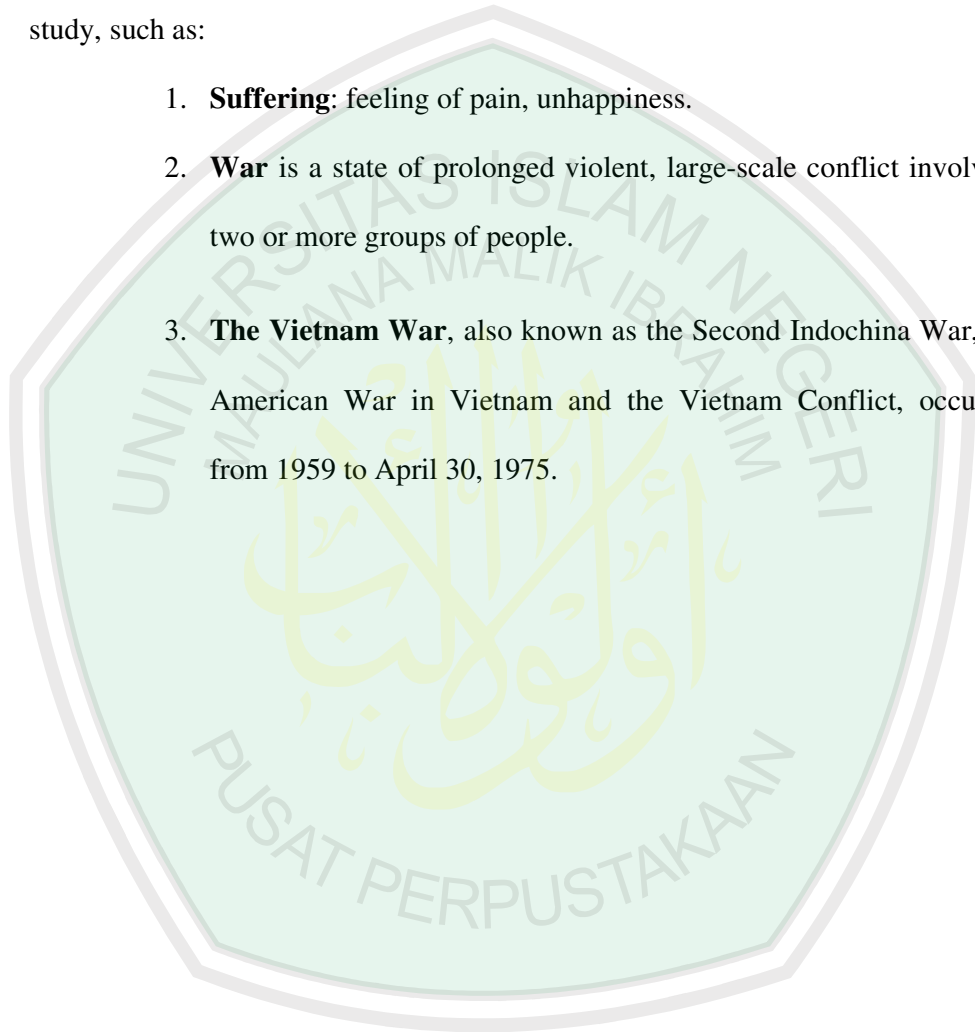 study, such as:
1. Suffering: feeling of pain, unhappiness.
2. War is a state of prolonged violent, large-scale conflict involv
two or more groups of people.
3. The Vietnam War, also known as the Second Indochina War,
American War in Vietnam and the Vietnam Conflict, occu
from 1959 to April 30, 1975.
UNIVERSITAS ISLAM NEGERI
MAULANA MALIK IBRAHIM
PUSAT PERPUSTAKAAN